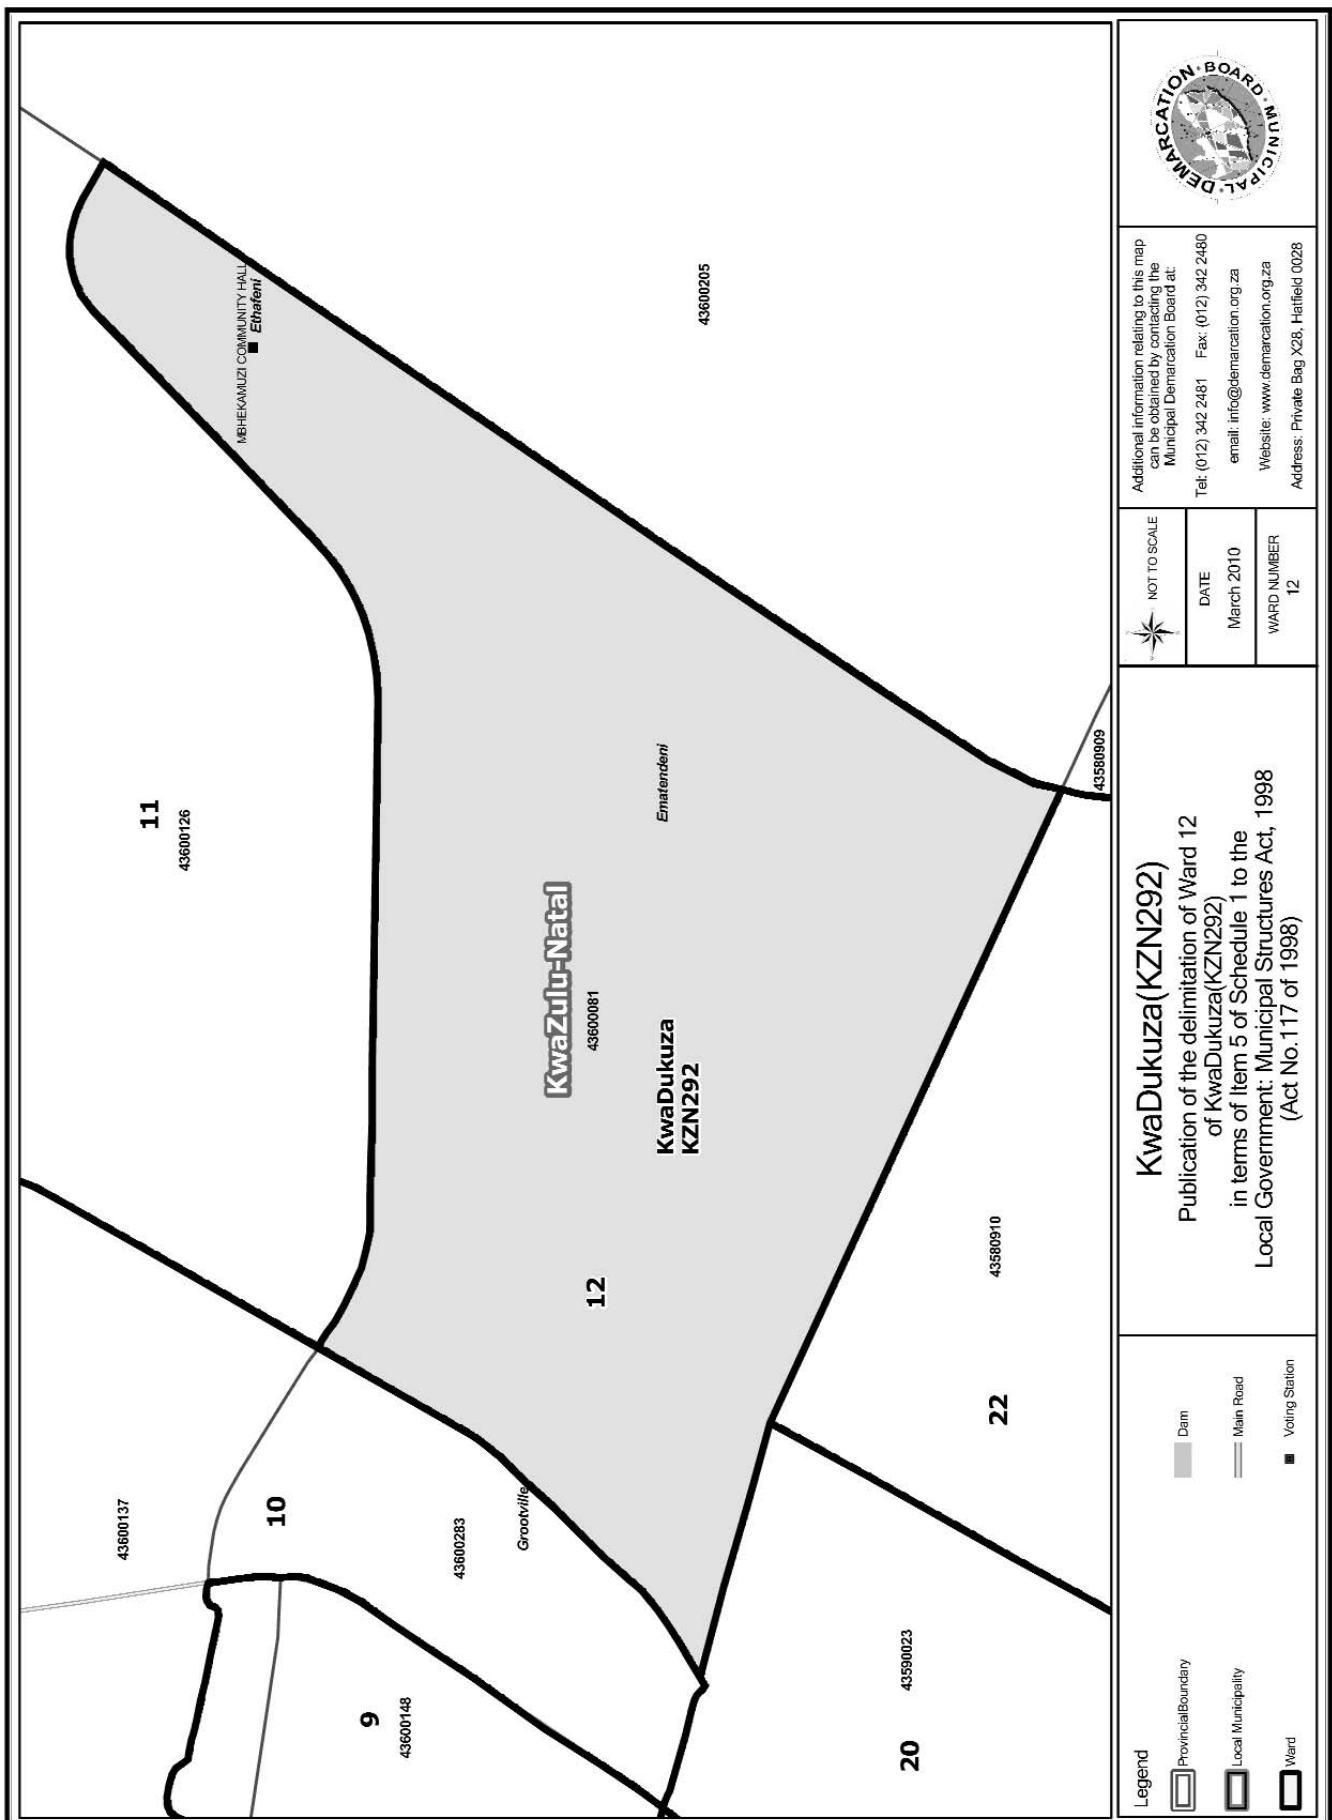 11
43600126
MBHEKAMUZI COMMUNITY HALL
Ethafeni
43600205
43600137
10
43600283
Grootville
9
43600148
KwaZulu-Natal
43600081
KwaDukuza
KZN292
Ematendeni
12
43580909
43580910
22
43590023
20
Legend
ProvincialBoundary
Local Municipality
Ward
Dam
Main Road
Voting Station
KwaDukuza(KZN292)
Publication of the delimitation of Ward 12
of KwaDukuza(KZN292)
in terms of Item 5 of Schedule 1 to the
Local Government: Municipal Structures Act, 1998
(Act No.117 of 1998)
NOT TO SCALE
DATE
March 2010
WARD NUMBER
12
Additional information relating to this map
can be obtained by contacting the
Municipal Demarcation Board at:
Tel: (012) 342 2481 Fax: (012) 342 2480
email: info@demarcation.org.za
Website: www.demarcation.org.za
Address: Private Bag X28, Hatfield 0028
MUNICIPAL • DEMARCATION • BOARD •